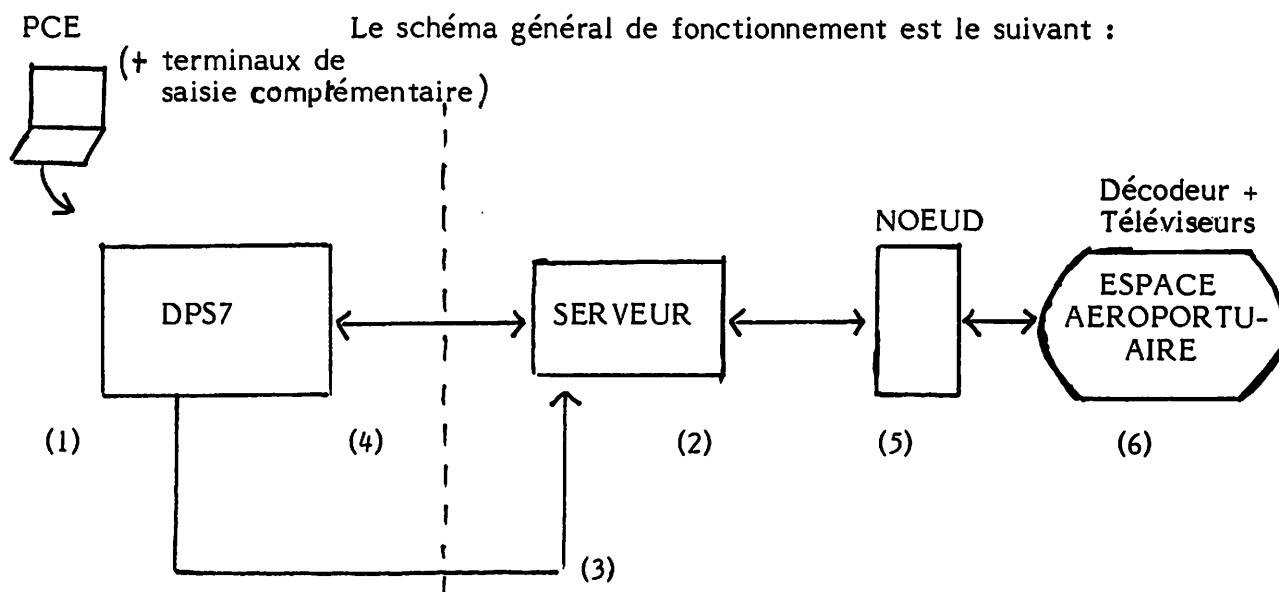 PCE
Le schéma général de fonctionnement est le suivant :
(+ terminaux de
saisie complémentaire)
Décodeur +
Téléviseurs
NOEUD
DPS7
SERVEUR
ESPACE
AEROPORTU-
AIRE
(1)
(4)
(2)
(5)
(6)
(3)